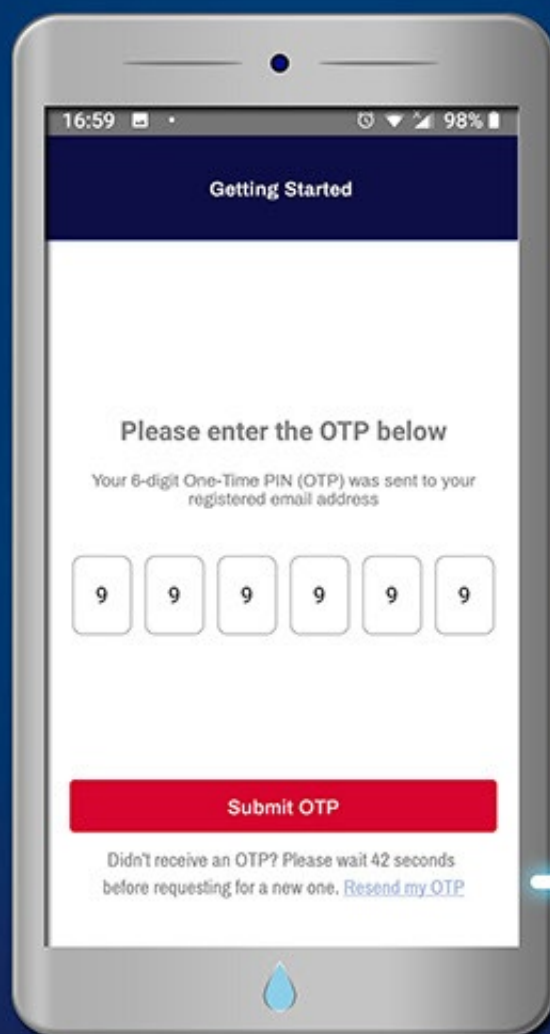 16:59
98%
Getting Started
Please enter the OTP below
Your 6-digit One-Time PIN (OTP) was sent to your
registered email address
9 9 9 9 9 9
Submit OTP
Didn't receive an OTP? Please wait 42 seconds
before requesting for a new one. Resend my OTP